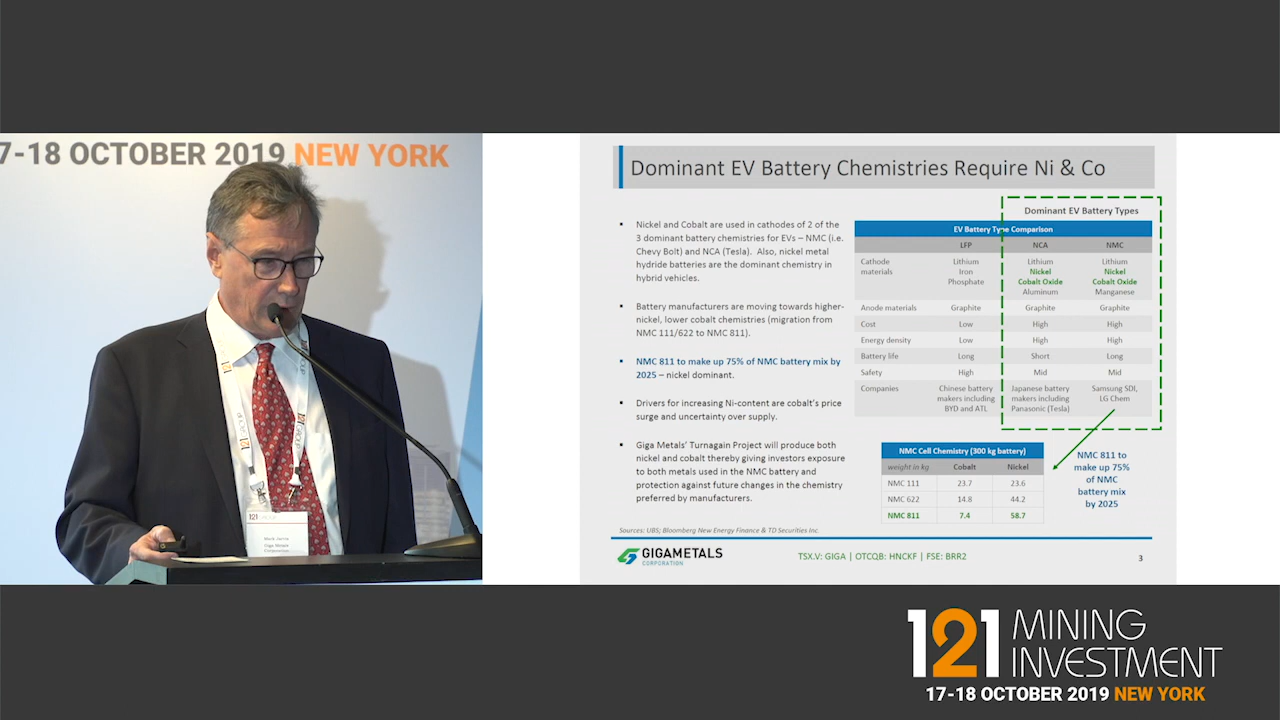 7-18 OCTOBER 2019 NEW YORK
121
GROUP
121
GROUP
Mark Jarvis
Giga Metals
Corporation
Dominant EV Battery Chemistries Require Ni & Co
▪ Nickel and Cobalt are used in cathodes of 2 of the
3 dominant battery chemistries for EVs – NMC (i.e.
Chevy Bolt) and NCA (Tesla). Also, nickel metal
hydride batteries are the dominant chemistry in
hybrid vehicles.
▪ Battery manufacturers are moving towards higher-
nickel, lower cobalt chemistries (migration from
NMC 111/622 to NMC 811).
▪ NMC 811 to make up 75% of NMC battery mix by
2025 – nickel dominant.
▪ Drivers for increasing Ni-content are cobalt's price
surge and uncertainty over supply.
▪ Giga Metals' Turnagain Project will produce both
nickel and cobalt thereby giving investors exposure
to both metals used in the NMC battery and
protection against future changes in the chemistry
preferred by manufacturers.
Dominant EV Battery Types
EV Battery Type Comparison
LFP NCA NMC
Cathode Lithium Lithium Lithium
materials Iron Nickel Nickel
Phosphate Cobalt Oxide Cobalt Oxide
Aluminum Manganese
Anode materials Graphite Graphite Graphite
Cost Low High High
Energy density Low High High
Battery life Long Short Long
Safety High Mid Mid
Companies Chinese battery Japanese battery Samsung SDI,
makers including makers including LG Chem
BYD and ATL Panasonic (Tesla)
NMC Cell Chemistry (300 kg battery)
weight in kg Cobalt Nickel
NMC 111 23.7 23.6
NMC 622 14.8 44.2
NMC 811 7.4 58.7
NMC 811 to
make up 75%
of NMC
battery mix
by 2025
Sources: UBS; Bloomberg New Energy Finance & TD Securities Inc.
GIGAMETALS
CORPORATION
TSX.V: GIGA | OTCQB: HNCKF | FSE: BRR2
3
121 MINING
INVESTMENT
17-18 OCTOBER 2019 NEW YORK